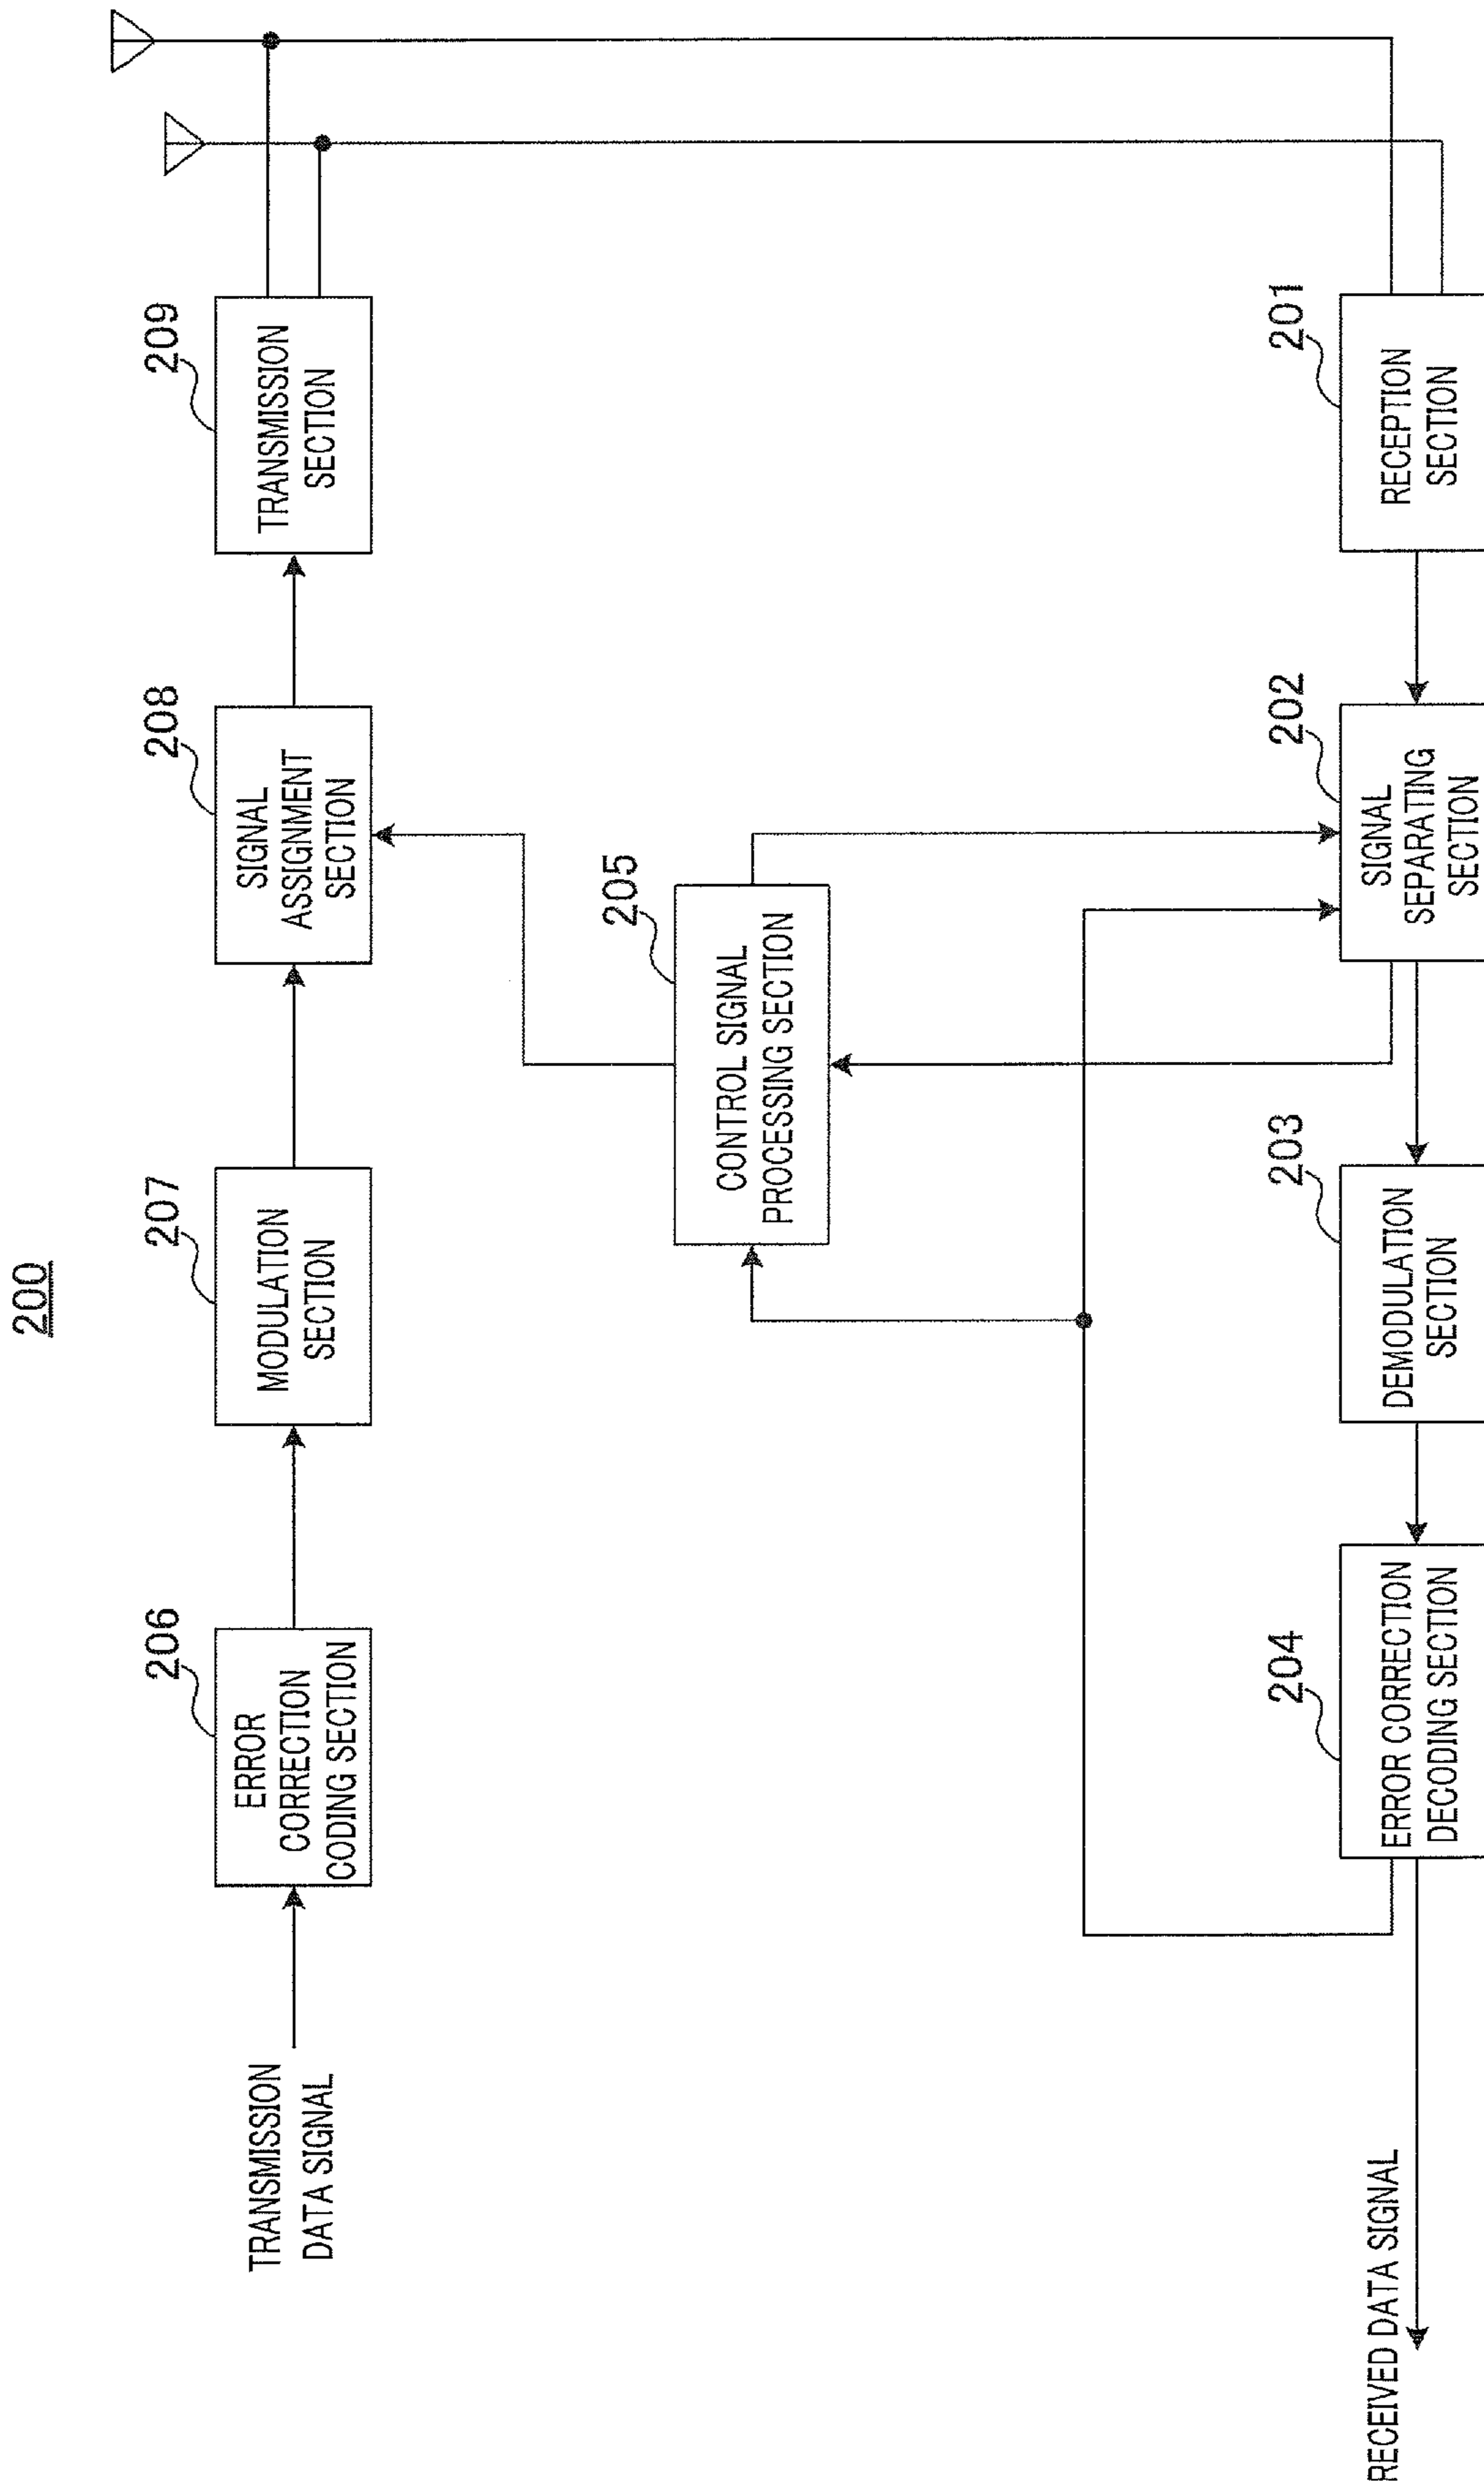 200
TRANSMISSION
DATA SIGNAL
206
ERROR
CORRECTION
CODING SECTION
207
MODULATION
SECTION
208
SIGNAL
ASSIGNMENT
SECTION
209
TRANSMISSION
SECTION
205
CONTROL SIGNAL
PROCESSING SECTION
RECEIVED DATA SIGNAL
204
ERROR CORRECTION
DECODING SECTION
203
DEMODULATION
SECTION
202
SIGNAL
SEPARATING
SECTION
201
RECEPTION
SECTION